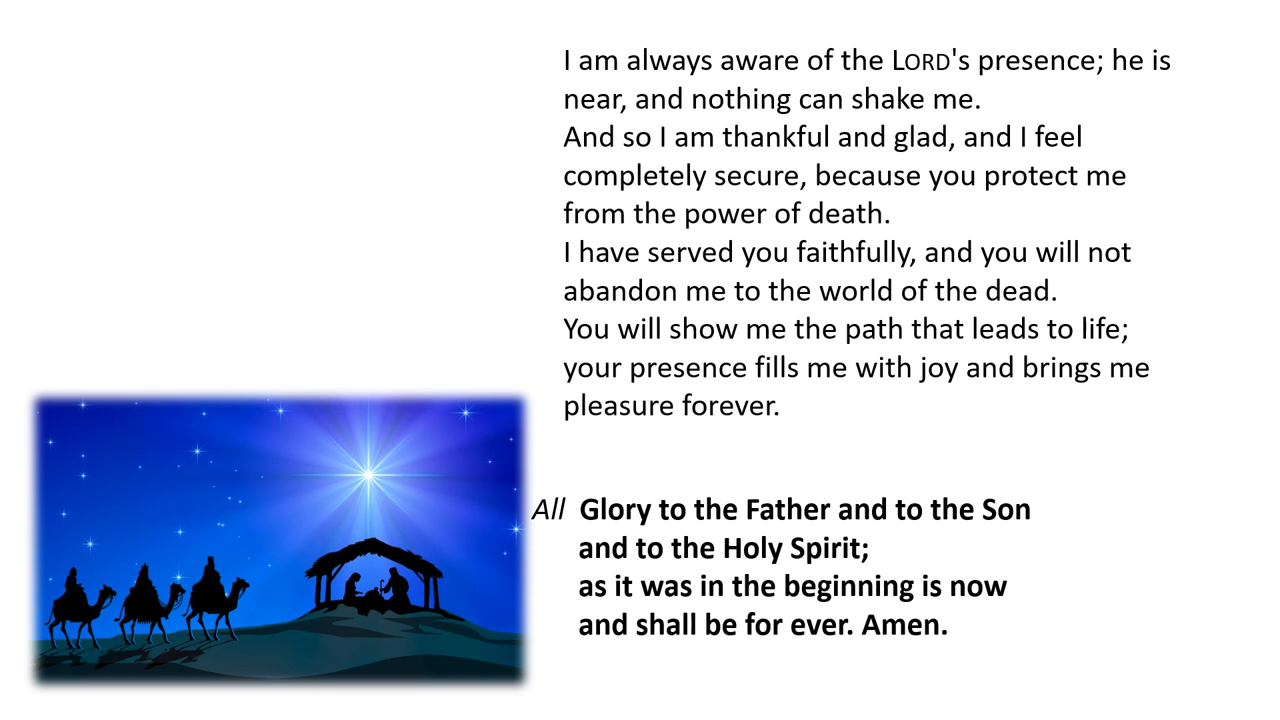 I am always aware of the LORD's presence; he is
near, and nothing can shake me.
And so I am thankful and glad, and I feel
completely secure, because you protect me
from the power of death.
I have served you faithfully, and you will not
abandon me to the world of the dead.
You will show me the path that leads to life;
your presence fills me with joy and brings me
pleasure forever.
All Glory to the Father and to the Son
and to the Holy Spirit;
as it was in the beginning is now
and shall be for ever. Amen.